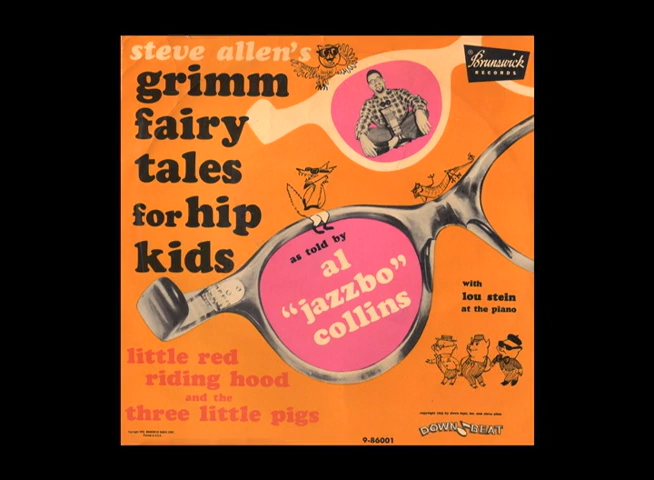 steve allen's
grimm
fairy
tales
for hip
kids
Brunswick
RECORDS
as told by
al
"jazzbo"
collins
with
lou stein
at the piano
little red
riding hood
and the
three little pigs
DOWN BEAT
9-86001